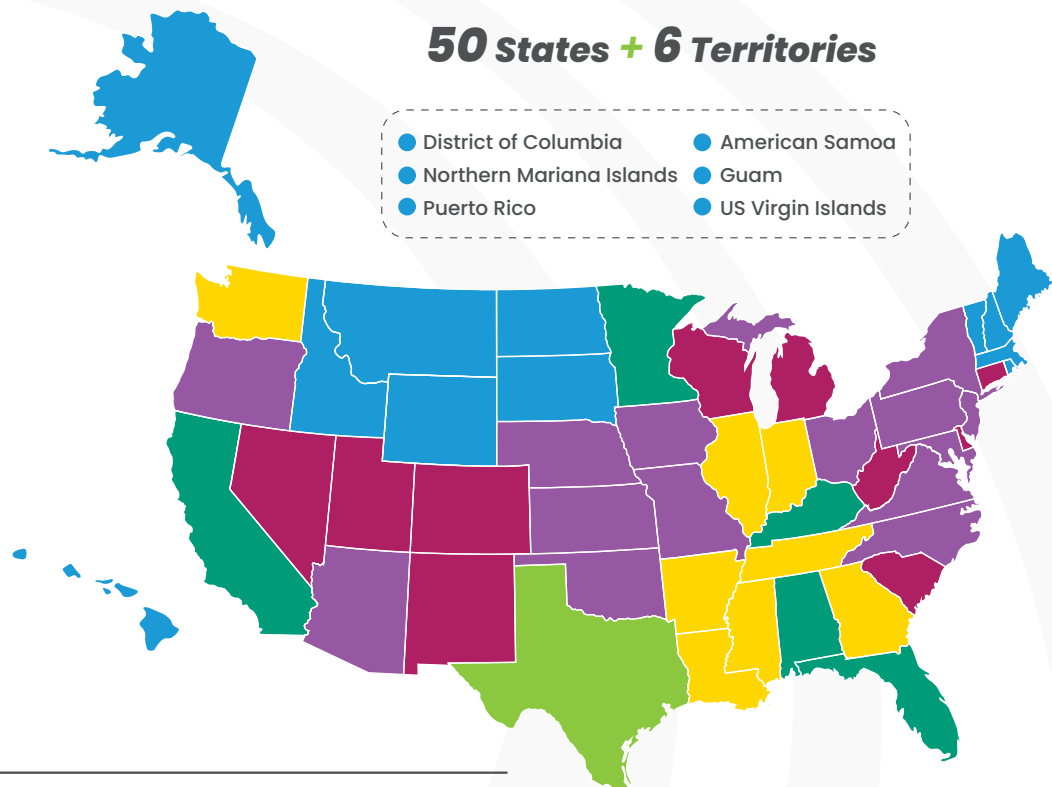 50 States + 6 Territories
District of Columbia
Northern Mariana Islands
Puerto Rico
American Samoa
Guam
US Virgin Islands